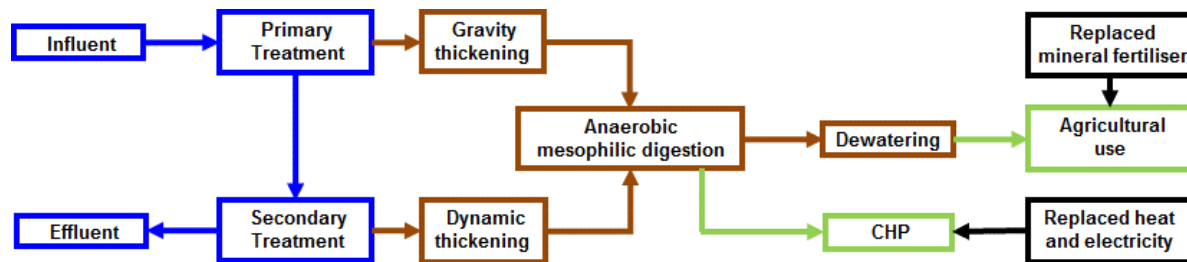 Influent
Primary
Treatment
Gravity
thickening
Replaced
mineral fertiliser
Anaerobic
mesophilic digestion
Dewatering
Agricultural
use
Effluent
Secondary
Treatment
Dynamic
thickening
CHP
Replaced heat
and electricity